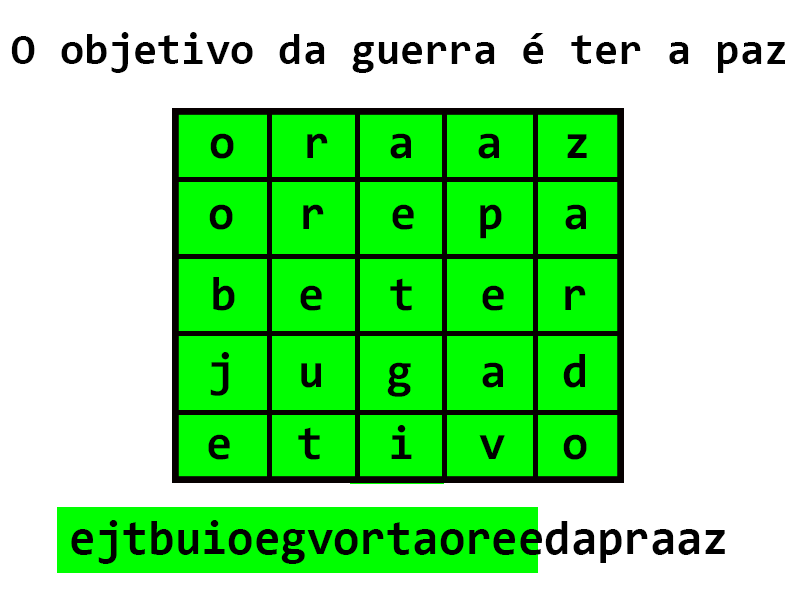 O objetivo da guerra é ter a paz
o r a a z
o r e p a
b e t e r
j u g a d
e t i v o
ejtbuioegvortaoreedapraaz